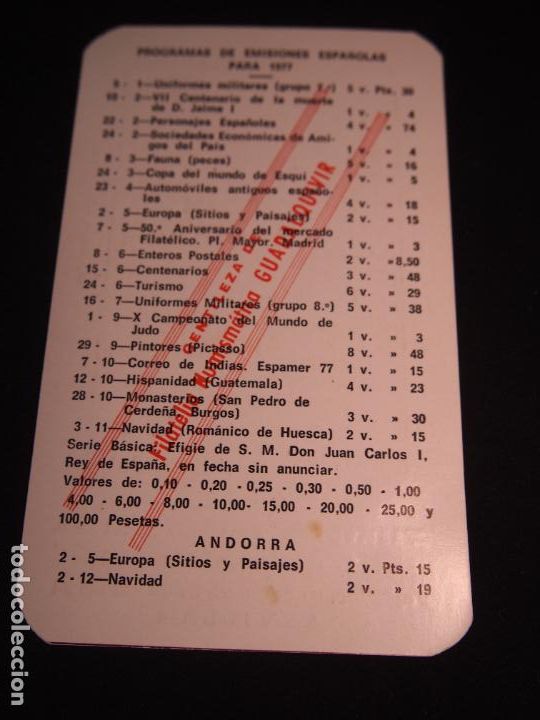 PROGRAMAS DE EMISIONES ESPAÑOLAS
PARA 1977
5 - 1—Uniformes militares (grupo 7.º) 5 v. Pts. 39
10 - 2—VII Centenario de la muerte
de D. Jaime I 1 v. » 4
22 - 2—Personajes Españoles 4 v. » 74
24 - 2—Sociedades Económicas de Ami-
gos del País 1 v. » 4
8 - 3—Fauna (peces) 5 v. » 16
24 - 3—Copa del mundo de Esquí 1 v. » 5
23 - 4—Automóviles antiguos españo-
les 4 v. » 18
2 - 5—Europa (Sitios y Paisajes) 2 v. » 15
7 - 5—50.º Aniversario del mercado
Filatélico. Pl. Mayor. Madrid 1 v. » 3
8 - 6—Enteros Postales 2 v. » 8,50
15 - 6—Centenarios 3 v. » 48
24 - 6—Turismo 6 v. » 29
16 - 7—Uniformes Militares (grupo 8.º) 5 v. » 38
1 - 9—X Campeonato del Mundo de
Judo 1 v. » 3
29 - 9—Pintores (Picasso) 8 v. » 48
7 - 10—Correo de Indias. Espamer 77 1 v. » 15
12 - 10—Hispanidad (Guatemala) 4 v. » 23
28 - 10—Monasterios (San Pedro de
Cerdeña, Burgos) 3 v. » 30
3 - 11—Navidad (Románico de Huesca) 2 v. » 15
Serie Básica: Efigie de S. M. Don Juan Carlos I,
Rey de España, en fecha sin anunciar.
Valores de: 0,10 - 0,20 - 0,25 - 0,30 - 0,50 - 1,00
4,00 - 6,00 - 8,00 - 10,00- 15,00 - 20,00 - 25,00 y
100,00 Pesetas.
ANDORRA
2 - 5—Europa (Sitios y Paisajes) 2 v. Pts. 15
2 - 12—Navidad 2 v. » 19
GENTILEZA DE
Filatelia Numismática GUADALQUIVIR
todocoleccion